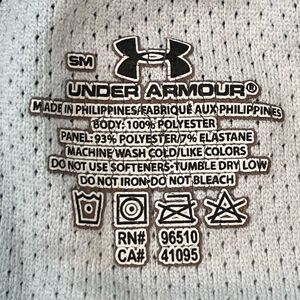 SM
UNDER ARMOUR®
MADE IN PHILIPPINES/FABRIQUÉ AUX PHILIPPINES
BODY: 100% POLYESTER
PANEL: 93% POLYESTER/7% ELASTANE
MACHINE WASH COLD/LIKE COLORS
DO NOT USE SOFTENERS•TUMBLE DRY LOW
DO NOT IRON•DO NOT BLEACH
RN# 96510
CA# 41095